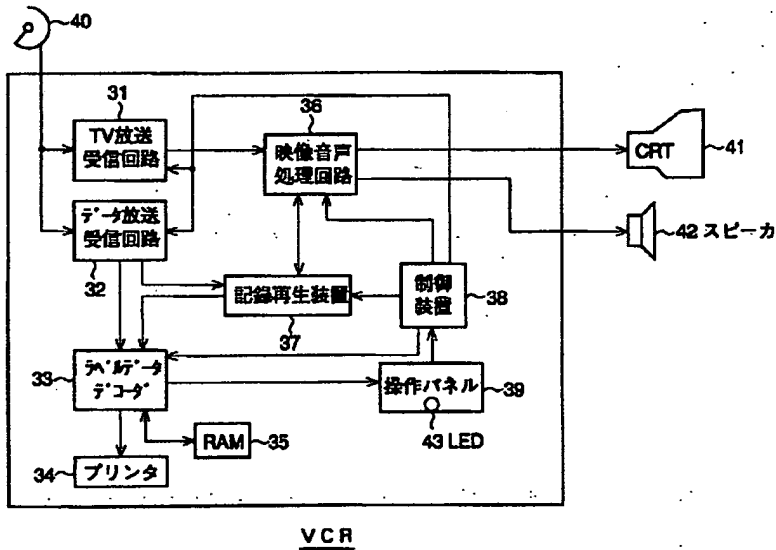 40
31
TV放送
受信回路
36
映像音声
処理回路
CRT
41
データ放送
受信回路
32
42 スピーカ
記録再生装置
37
制御
装置
38
ラベルデータ
デコーダ
33
操作パネル
39
43 LED
RAM
35
34
プリンタ
VCR